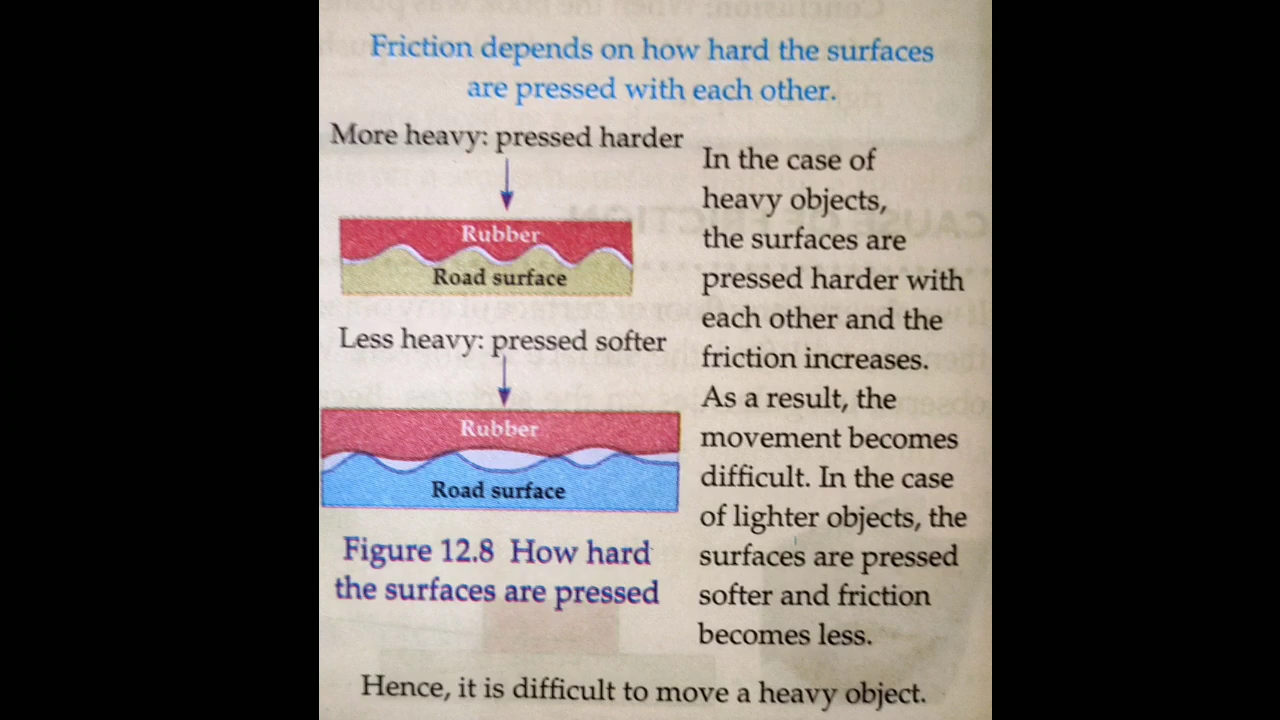 Friction depends on how hard the surfaces
are pressed with each other.
More heavy: pressed harder
Rubber
Road surface
Less heavy: pressed softer
Rubber
Road surface
Figure 12.8 How hard
the surfaces are pressed
In the case of
heavy objects,
the surfaces are
pressed harder with
each other and the
friction increases.
As a result, the
movement becomes
difficult. In the case
of lighter objects, the
surfaces are pressed
softer and friction
becomes less.
Hence, it is difficult to move a heavy object.